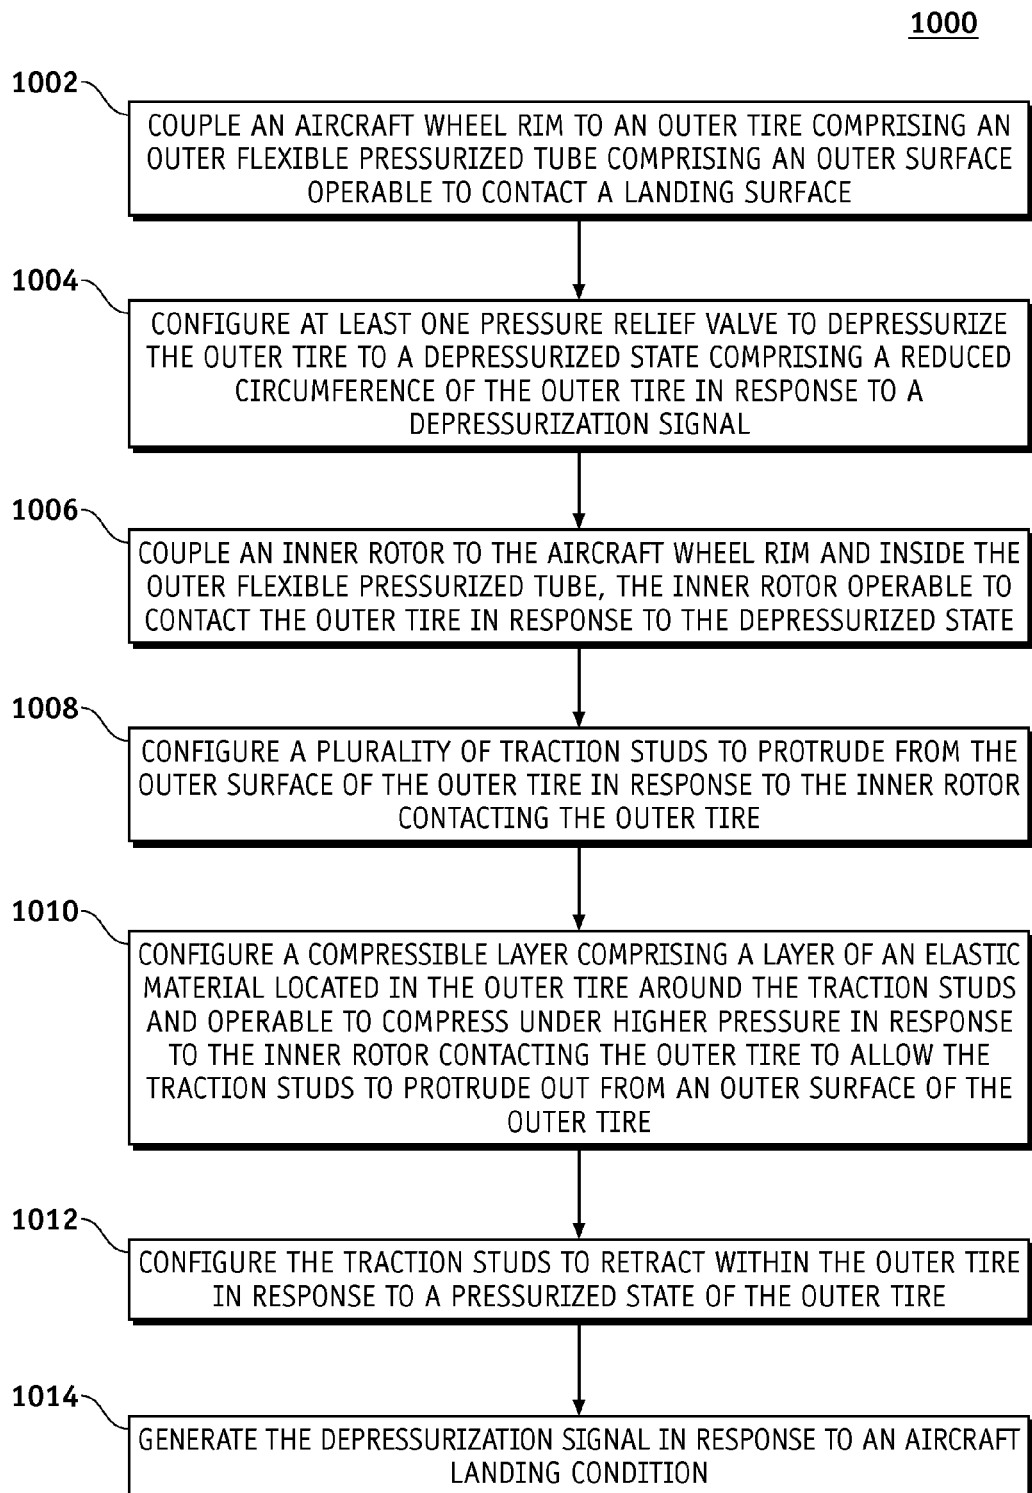 1000
1002
COUPLE AN AIRCRAFT WHEEL RIM TO AN OUTER TIRE COMPRISING AN
OUTER FLEXIBLE PRESSURIZED TUBE COMPRISING AN OUTER SURFACE
OPERABLE TO CONTACT A LANDING SURFACE
1004
CONFIGURE AT LEAST ONE PRESSURE RELIEF VALVE TO DEPRESSURIZE
THE OUTER TIRE TO A DEPRESSURIZED STATE COMPRISING A REDUCED
CIRCUMFERENCE OF THE OUTER TIRE IN RESPONSE TO A
DEPRESSURIZATION SIGNAL
1006
COUPLE AN INNER ROTOR TO THE AIRCRAFT WHEEL RIM AND INSIDE THE
OUTER FLEXIBLE PRESSURIZED TUBE, THE INNER ROTOR OPERABLE TO
CONTACT THE OUTER TIRE IN RESPONSE TO THE DEPRESSURIZED STATE
1008
CONFIGURE A PLURALITY OF TRACTION STUDS TO PROTRUDE FROM THE
OUTER SURFACE OF THE OUTER TIRE IN RESPONSE TO THE INNER ROTOR
CONTACTING THE OUTER TIRE
1010
CONFIGURE A COMPRESSIBLE LAYER COMPRISING A LAYER OF AN ELASTIC
MATERIAL LOCATED IN THE OUTER TIRE AROUND THE TRACTION STUDS
AND OPERABLE TO COMPRESS UNDER HIGHER PRESSURE IN RESPONSE
TO THE INNER ROTOR CONTACTING THE OUTER TIRE TO ALLOW THE
TRACTION STUDS TO PROTRUDE OUT FROM AN OUTER SURFACE OF THE
OUTER TIRE
1012
CONFIGURE THE TRACTION STUDS TO RETRACT WITHIN THE OUTER TIRE
IN RESPONSE TO A PRESSURIZED STATE OF THE OUTER TIRE
1014
GENERATE THE DEPRESSURIZATION SIGNAL IN RESPONSE TO AN AIRCRAFT
LANDING CONDITION